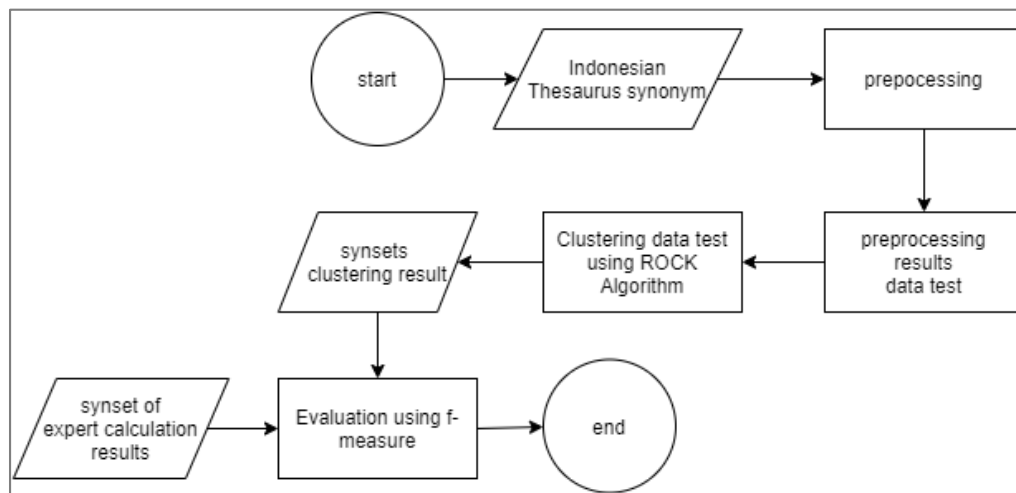 start
Indonesian
Thesaurus synonym
prepocessing
synsets
clustering result
Clustering data test
using ROCK
Algorithm
preprocessing
results
data test
synset of
expert calculation
results
Evaluation using f-
measure
end